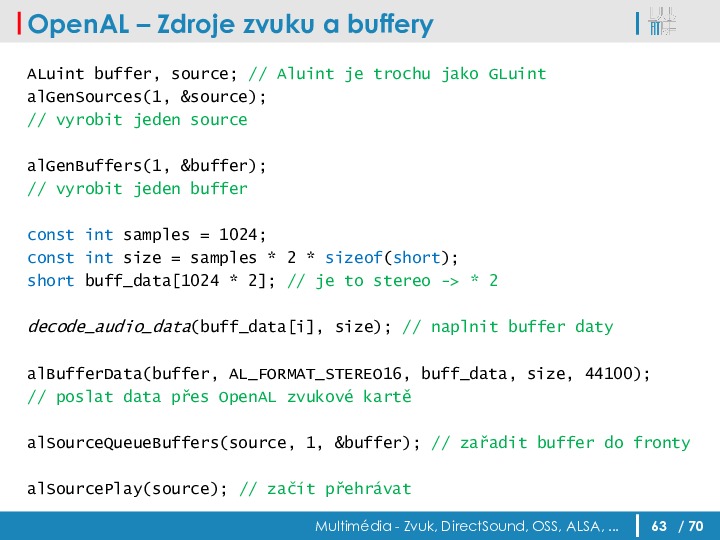 OpenAL – Zdroje zvuku a buffery
ALuint buffer, source; // Aluint je trochu jako GLuint
alGenSources(1, &source);
// vyrobit jeden source
alGenBuffers(1, &buffer);
// vyrobit jeden buffer
const int samples = 1024;
const int size = samples * 2 * sizeof(short);
short buff_data[1024 * 2]; // je to stereo -> * 2
decode_audio_data(buff_data[i], size); // naplnit buffer daty
alBufferData(buffer, AL_FORMAT_STEREO16, buff_data, size, 44100);
// poslat data přes OpenAL zvukové kartě
alSourceQueueBuffers(source, 1, &buffer); // zařadit buffer do fronty
alSourcePlay(source); // začít přehrávat
Multimédia - Zvuk, DirectSound, OSS, ALSA, ... 63 / 70